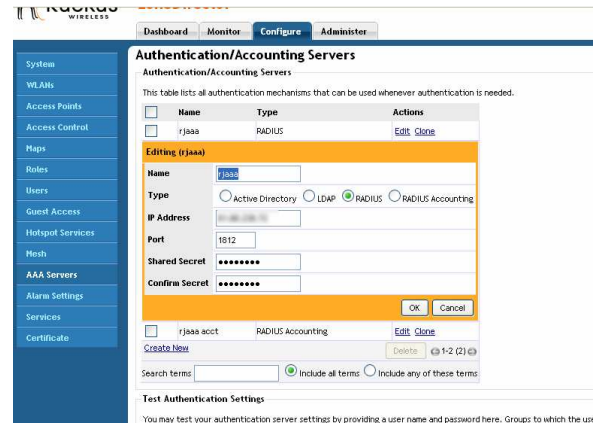 WIRELESS
Dashboard Monitor Configure Administer
Authentication/Accounting Servers
Authentication/Accounting Servers
This table lists all authentication mechanisms that can be used whenever authentication is needed.
Name Type Actions
rjaaa RADIUS Edit Clone
Editing (rjaaa)
Name rjaaa
Type Active Directory LDAP RADIUS RADIUS Accounting
IP Address
Port 1812
Shared Secret ••••••••
Confirm Secret ••••••••
OK Cancel
rjaaa acct RADIUS Accounting Edit Clone
Create New Delete 1-2 (2)
Search terms Include all terms Include any of these terms
Test Authentication Settings
You may test your authentication server settings by providing a user name and password here. Groups to which the use
System
WLANs
Access Points
Access Control
Maps
Roles
Users
Guest Access
Hotspot Services
Mesh
AAA Servers
Alarm Settings
Services
Certificate